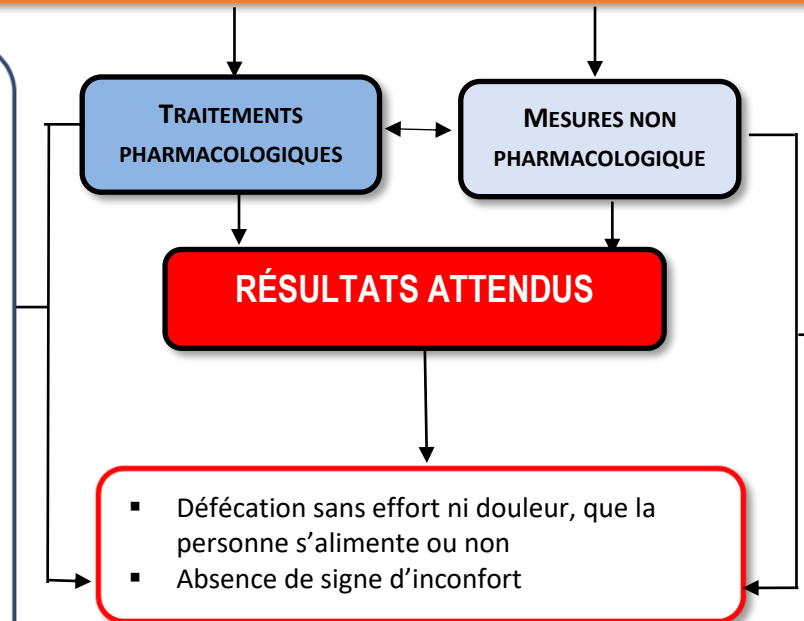 TRAITEMENTS
PHARMACOLOGIQUES
MESURES NON
PHARMACOLOGIQUE
RÉSULTATS ATTENDUS
▪ Défécation sans effort ni douleur, que la
personne s’alimente ou non
▪ Absence de signe d’inconfort